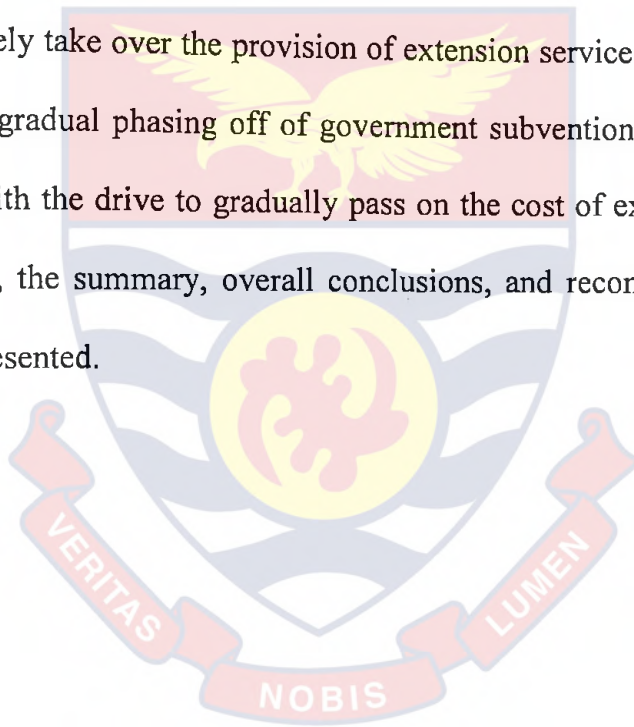 ely take over the provision of extension service
gradual phasing off of government subvention
ith the drive to gradually pass on the cost of ex
, the summary, overall conclusions, and recon
esented.
VERITAS
NOBIS
LUMEN